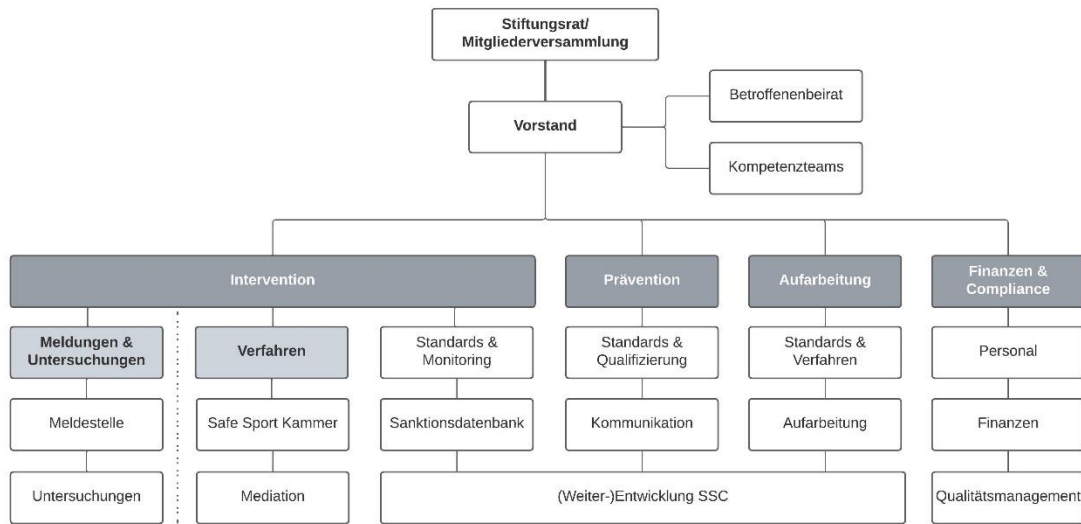 Stiftungsrat/
Mitgliederversammlung
Betroffenenbeirat
Vorstand
Kompetenzteams
Intervention
Prävention
Aufarbeitung
Finanzen &
Compliance
Meldungen &
Untersuchungen
Verfahren
Standards &
Monitoring
Standards &
Qualifizierung
Standards &
Verfahren
Personal
Meldestelle
Safe Sport Kammer
Sanktionsdatenbank
Kommunikation
Aufarbeitung
Finanzen
Untersuchungen
Mediation
(Weiter-)Entwicklung SSC
Qualitätsmanagement